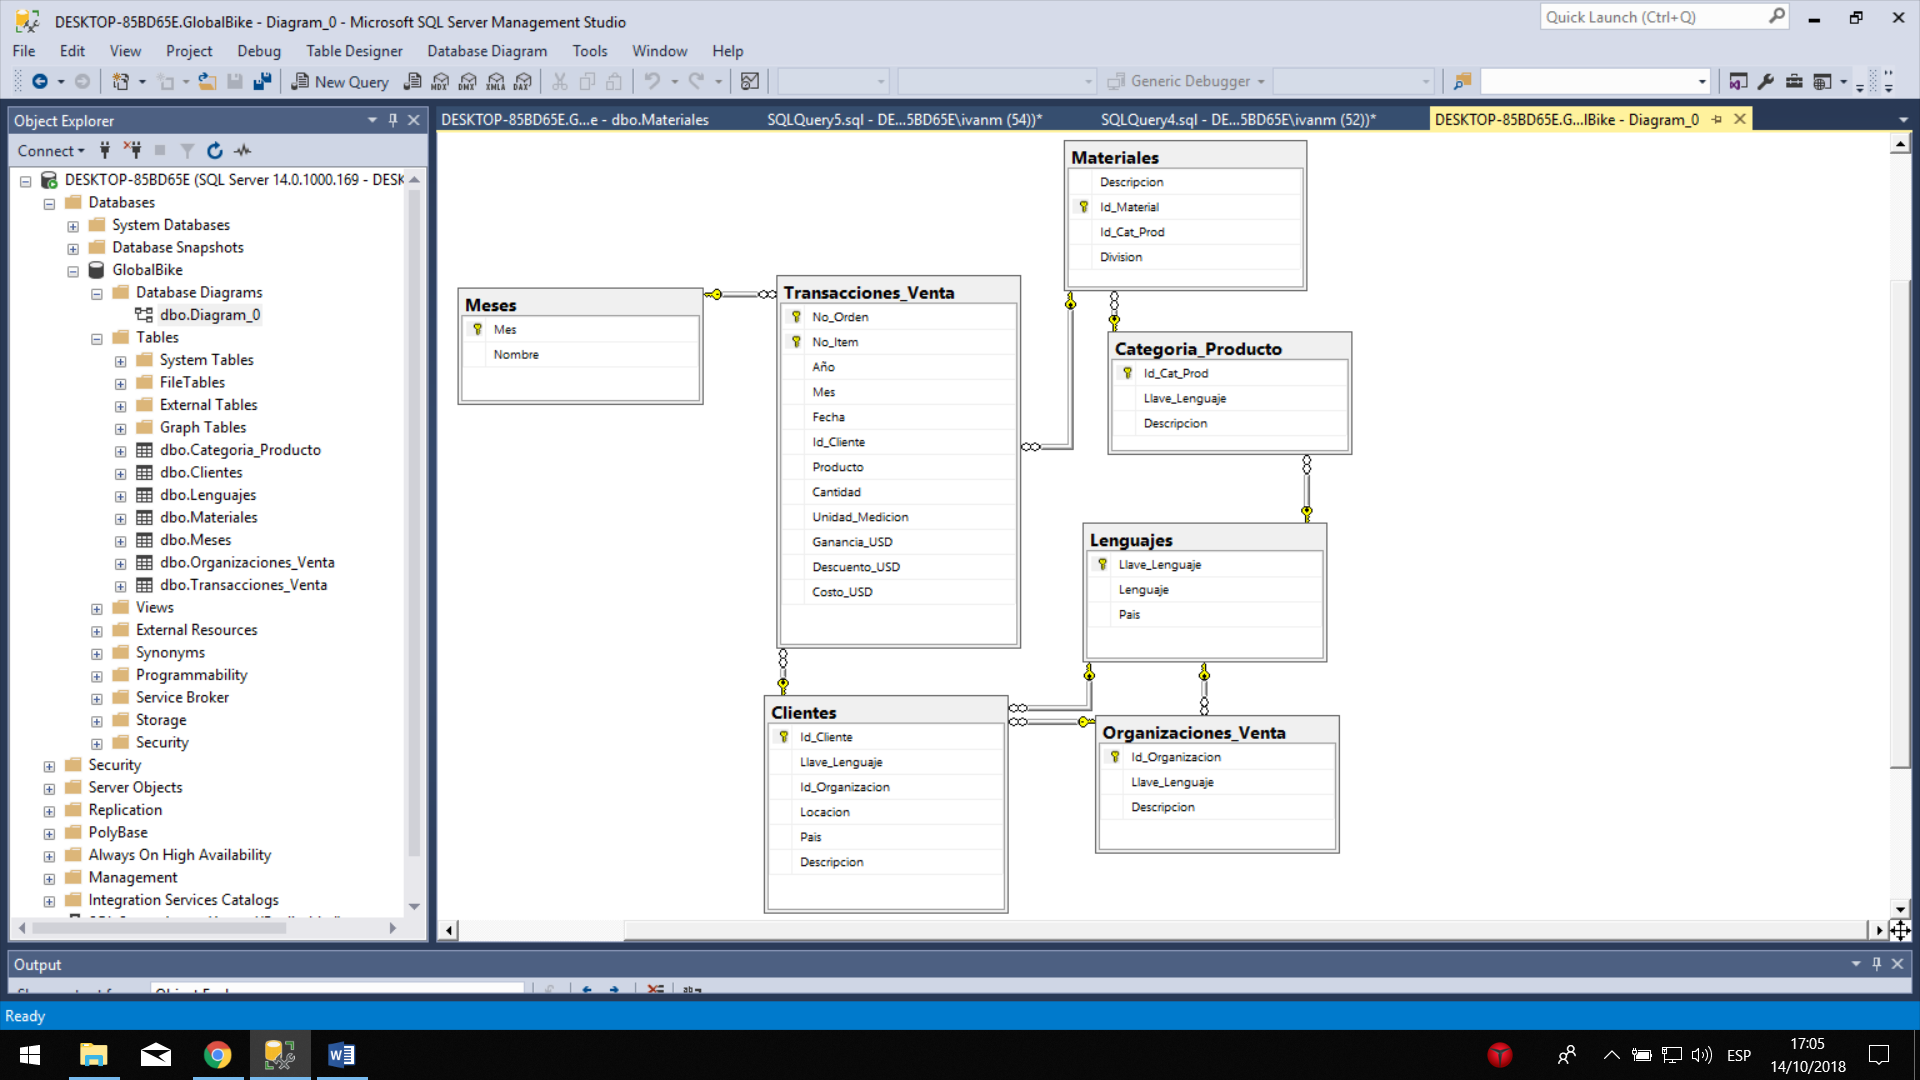 DESKTOP-85BD65E.GlobalBike - Diagram_0 - Microsoft SQL Server Management Studio
Quick Launch (Ctrl+Q)
File Edit View Project Debug Table Designer Database Diagram Tools Window Help
New Query
MDX DMX XMLA DAX
Generic Debugger
Object Explorer
Connect
DESKTOP-85BD65E (SQL Server 14.0.1000.169 - DESK
Databases
System Databases
Database Snapshots
GlobalBike
Database Diagrams
dbo.Diagram_0
Tables
System Tables
FileTables
External Tables
Graph Tables
dbo.Categoria_Producto
dbo.Clientes
dbo.Lenguajes
dbo.Materiales
dbo.Meses
dbo.Organizaciones_Venta
dbo.Transacciones_Venta
Views
External Resources
Synonyms
Programmability
Service Broker
Storage
Security
Security
Server Objects
Replication
PolyBase
Always On High Availability
Management
Integration Services Catalogs
DESKTOP-85BD65E.G...e - dbo.Materiales
SQLQuery5.sql - DE...5BD65E\ivanm (54))*
SQLQuery4.sql - DE...5BD65E\ivanm (52))*
DESKTOP-85BD65E.G...lBike - Diagram_0
Meses
Mes
Nombre
Transacciones_Venta
No_Orden
No_Item
Año
Mes
Fecha
Id_Cliente
Producto
Cantidad
Unidad_Medicion
Ganancia_USD
Descuento_USD
Costo_USD
Materiales
Descripcion
Id_Material
Id_Cat_Prod
Division
Categoria_Producto
Id_Cat_Prod
Llave_Lenguaje
Descripcion
Lenguajes
Llave_Lenguaje
Lenguaje
Pais
Clientes
Id_Cliente
Llave_Lenguaje
Id_Organizacion
Locacion
Pais
Descripcion
Organizaciones_Venta
Id_Organizacion
Llave_Lenguaje
Descripcion
Output
Ready
ESP
17:05
14/10/2018